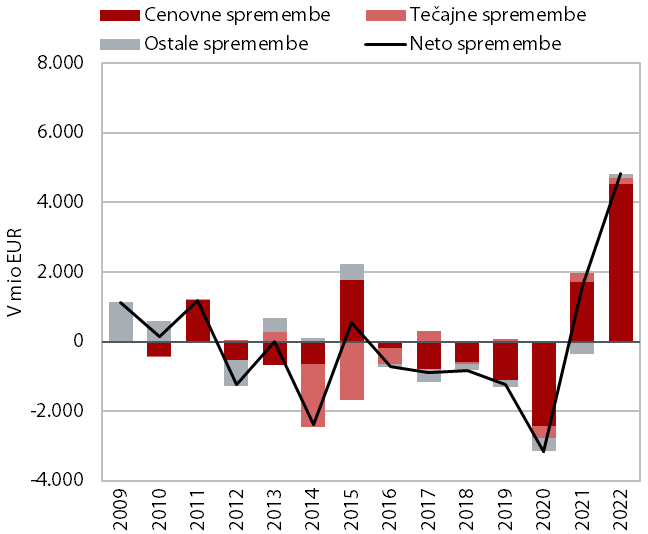 Cenovne spremembe Tečajne spremembe
Ostale spremembe Neto spremembe
V mio EUR
8.000
6.000
4.000
2.000
0
-2.000
-4.000
2009 2010 2011 2012 2013 2014 2015 2016 2017 2018 2019 2020 2021 2022